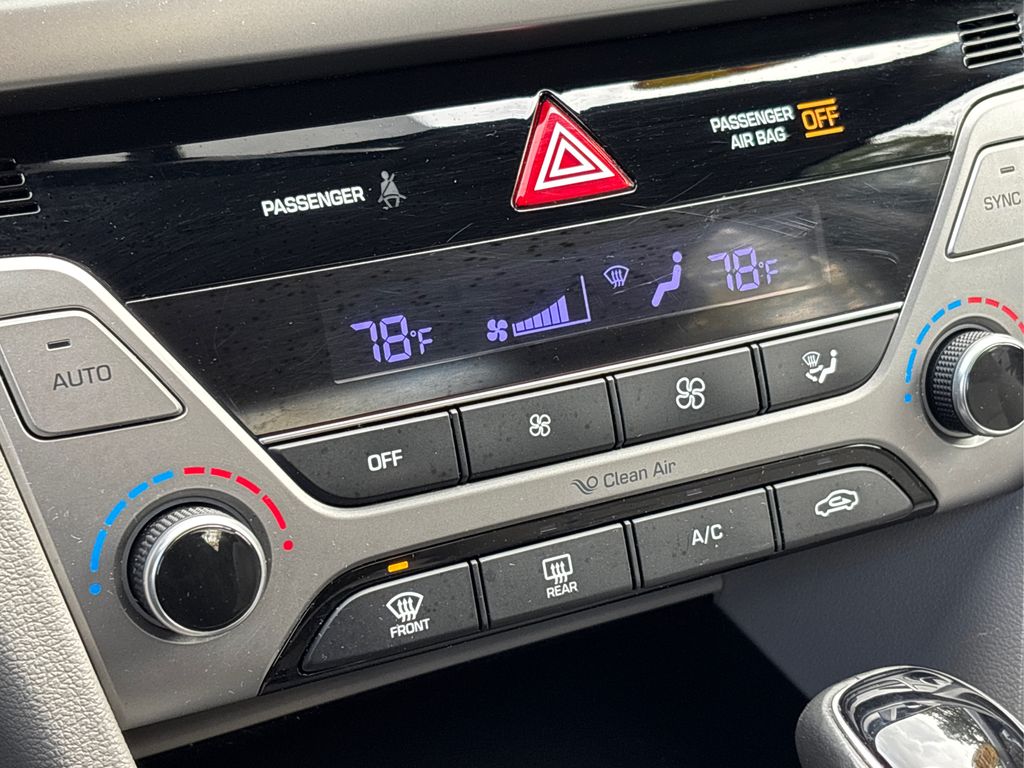 PASSENGER
AIR BAG OFF
PASSENGER
SYNC
78°F
78°F
AUTO
OFF
Clean Air
A/C
REAR
FRONT